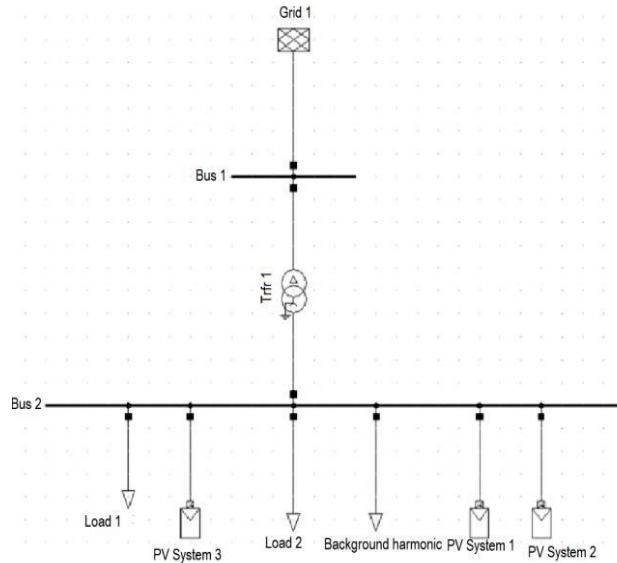 Grid 1
Bus 1
Trfr 1
Bus 2
Load 1
PV System 3
Load 2
Background harmonic
PV System 1
PV System 2